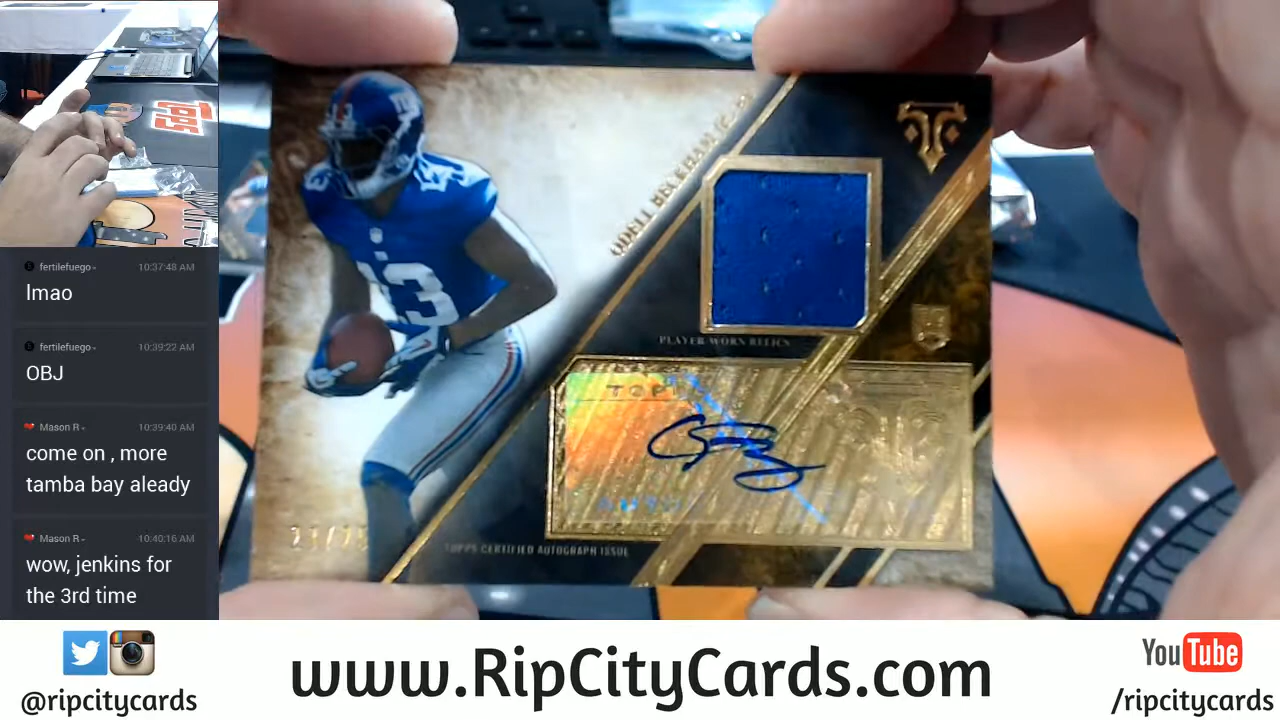 fertilefuego 10:37:48 AM
lmao
fertilefuego 10:39:22 AM
OBJ
Mason R 10:39:40 AM
come on , more
tamba bay aleady
Mason R 10:40:16 AM
wow, jenkins for
the 3rd time
ODELL BECKHAM JR.
13
PLAYER-WORN RELICS
TOPPS CERTIFIED AUTOGRAPH ISSUE
@ripcitycards
www.RipCityCards.com
YouTube
/ripcitycards